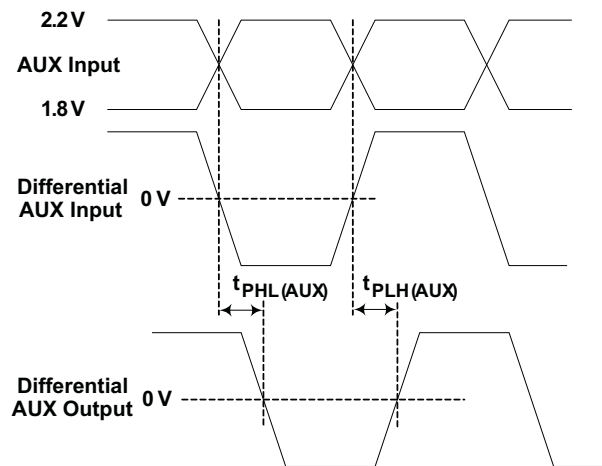 2.2 V
AUX Input
1.8 V
Differential
AUX Input
0 V
tPHL(AUX)
tPLH(AUX)
Differential
AUX Output
0 V